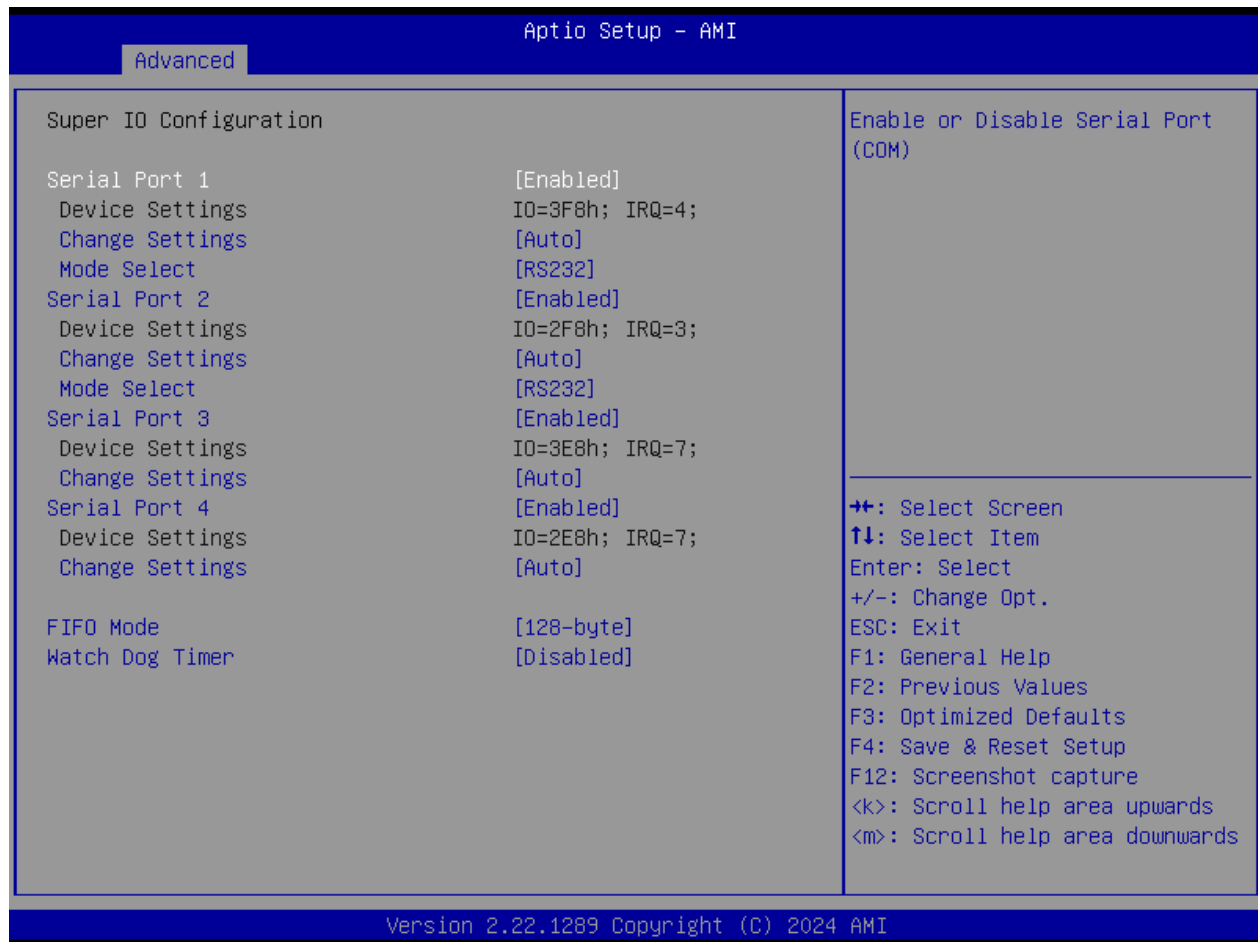 Aptio Setup – AMI
Advanced
Super IO Configuration
Serial Port 1 [Enabled]
Device Settings IO=3F8h; IRQ=4;
Change Settings [Auto]
Mode Select [RS232]
Serial Port 2 [Enabled]
Device Settings IO=2F8h; IRQ=3;
Change Settings [Auto]
Mode Select [RS232]
Serial Port 3 [Enabled]
Device Settings IO=3E8h; IRQ=7;
Change Settings [Auto]
Serial Port 4 [Enabled]
Device Settings IO=2E8h; IRQ=7;
Change Settings [Auto]
FIFO Mode [128-byte]
Watch Dog Timer [Disabled]
Enable or Disable Serial Port
(COM)
→←: Select Screen
↑↓: Select Item
Enter: Select
+/-: Change Opt.
ESC: Exit
F1: General Help
F2: Previous Values
F3: Optimized Defaults
F4: Save & Reset Setup
F12: Screenshot capture
<k>: Scroll help area upwards
<m>: Scroll help area downwards
Version 2.22.1289 Copyright (C) 2024 AMI